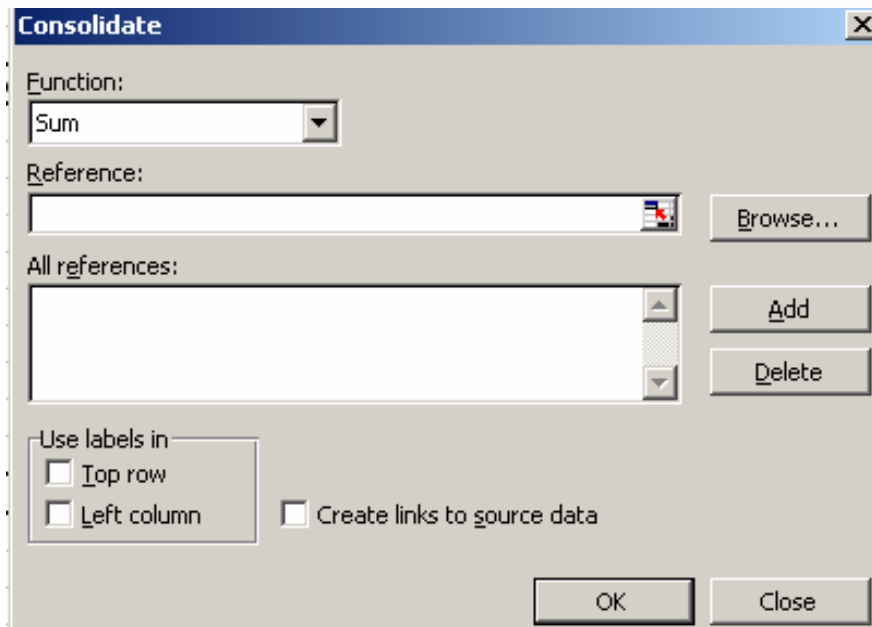 Consolidate
Function:
Sum
Reference:
Browse...
All references:
Add
Delete
Use labels in
Top row
Left column
Create links to source data
OK
Close